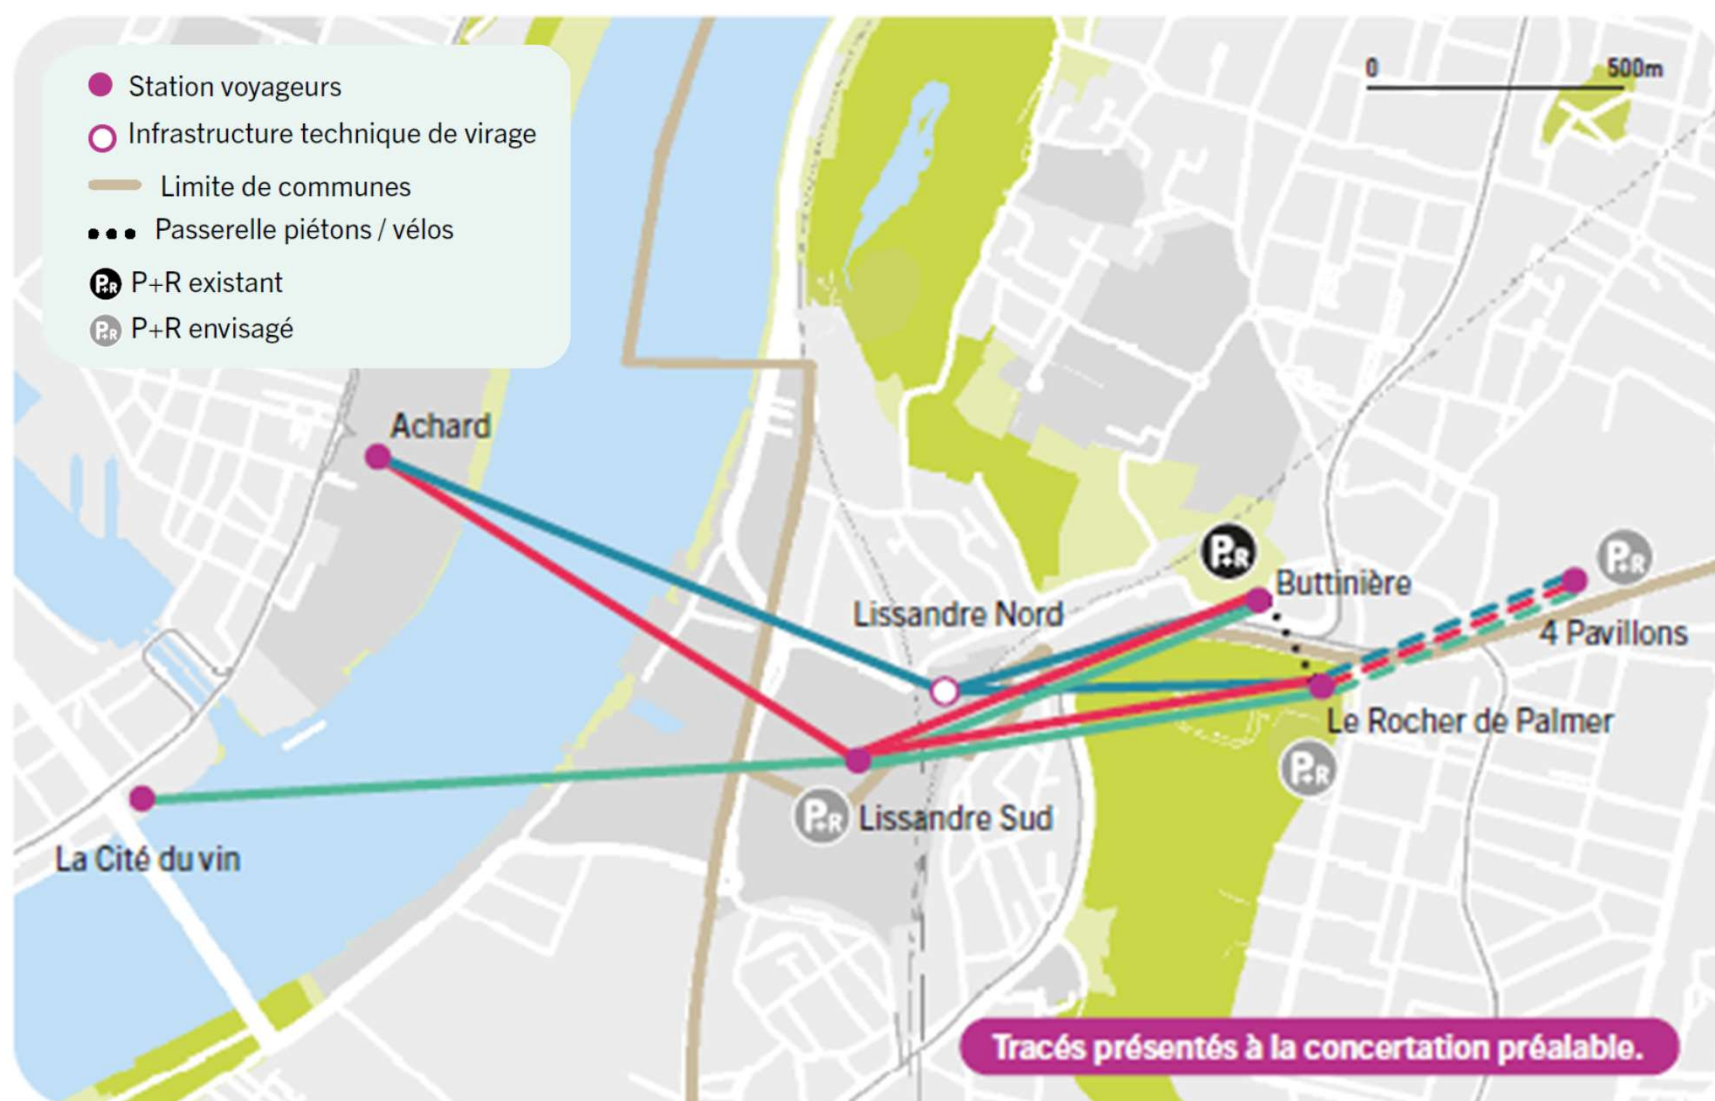 Station voyageurs
Infrastructure technique de virage
Limite de communes
Passerelle piétons / vélos
P+R P+R existant
P+R P+R envisagé
0 500m
Achard
P+R
P+R
Buttinière
Lissandre Nord
4 Pavillons
Le Rocher de Palmer
P+R
P+R Lissandre Sud
La Cité du vin
Tracés présentés à la concertation préalable.